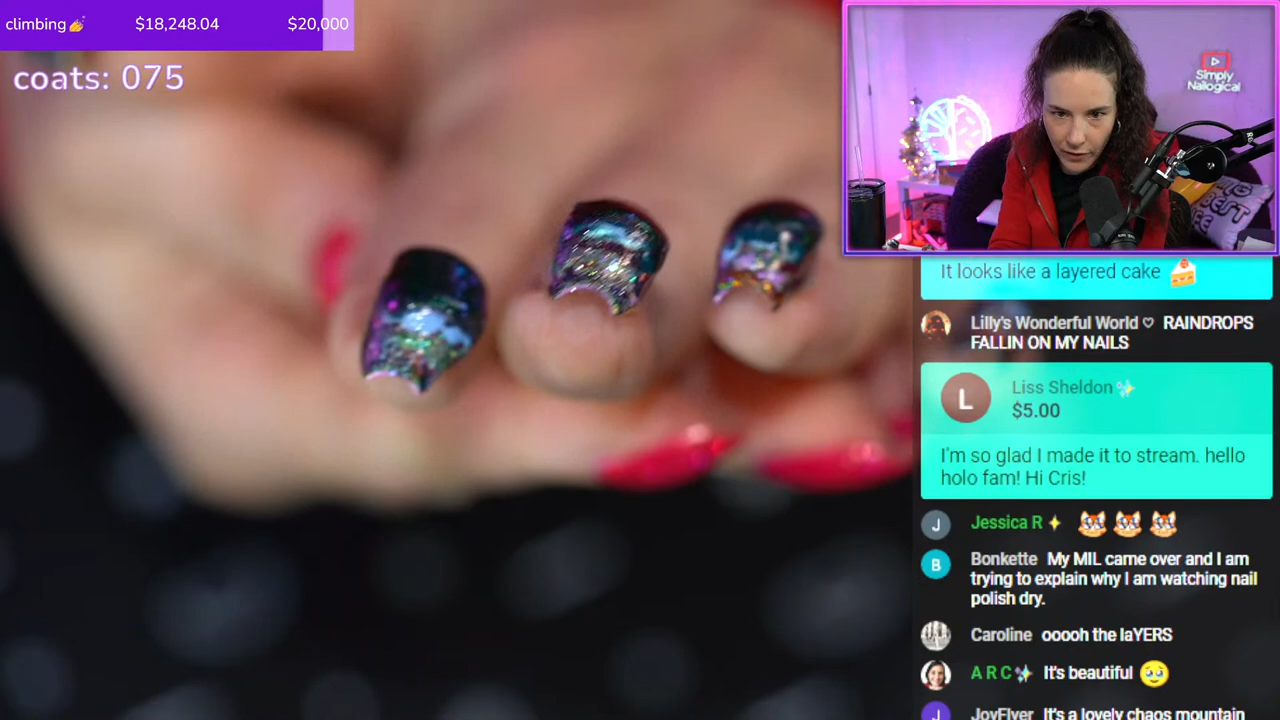 climbing💅 $18,248.04 $20,000
coats: 075
Simply
Nailogical
BEST
It looks like a layered cake 🍰
Lilly's Wonderful World ♡ RAINDROPS
FALLIN ON MY NAILS
L
Liss Sheldon✨
$5.00
I'm so glad I made it to stream. hello
holo fam! Hi Cris!
J
Jessica R ✨ 😻 😻 😻
B
Bonkette My MIL came over and I am
trying to explain why I am watching nail
polish dry.
Caroline ooooh the laYERS
A R C✨ It's beautiful 🥹
J
JoyFlyer It's a lovely chaos mountain